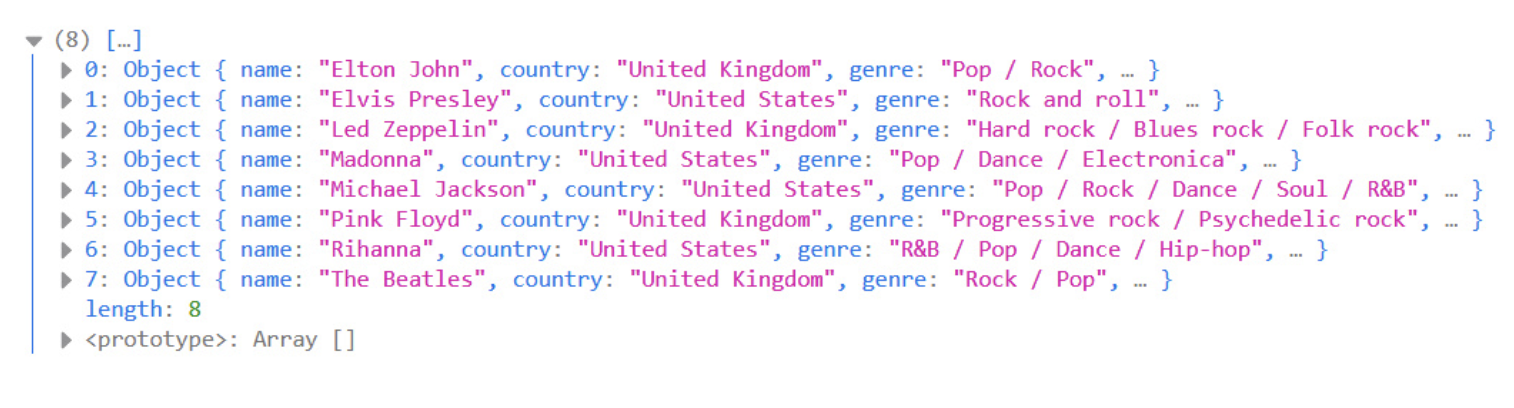 (8) […]
0: Object { name: "Elton John", country: "United Kingdom", genre: "Pop / Rock", … }
1: Object { name: "Elvis Presley", country: "United States", genre: "Rock and roll", … }
2: Object { name: "Led Zeppelin", country: "United Kingdom", genre: "Hard rock / Blues rock / Folk rock", … }
3: Object { name: "Madonna", country: "United States", genre: "Pop / Dance / Electronica", … }
4: Object { name: "Michael Jackson", country: "United States", genre: "Pop / Rock / Dance / Soul / R&B", … }
5: Object { name: "Pink Floyd", country: "United Kingdom", genre: "Progressive rock / Psychedelic rock", … }
6: Object { name: "Rihanna", country: "United States", genre: "R&B / Pop / Dance / Hip-hop", … }
7: Object { name: "The Beatles", country: "United Kingdom", genre: "Rock / Pop", … }
length: 8
<prototype>: Array []